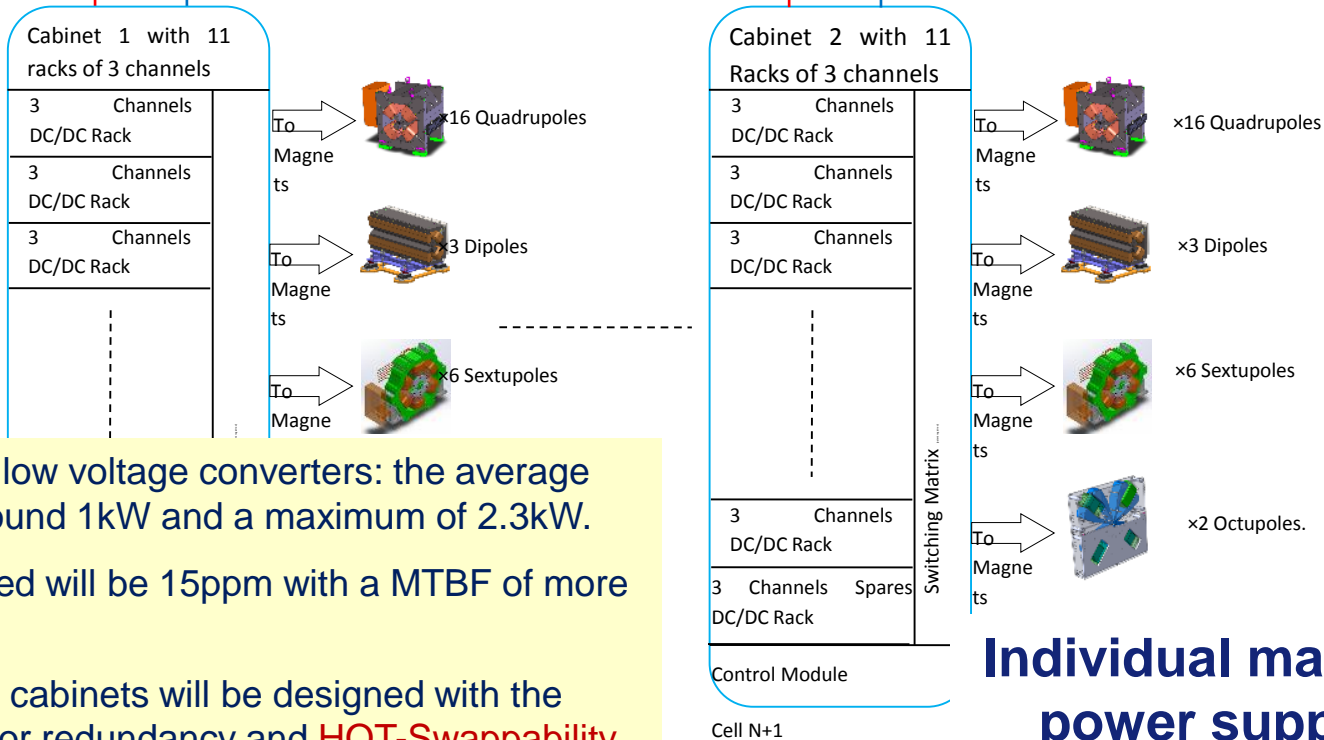 Cabinet 1 with 11
racks of 3 channels
3 Channels
DC/DC Rack
3 Channels
DC/DC Rack
3 Channels
DC/DC Rack
To
Magne
ts
×16 Quadrupoles
To
Magne
ts
×3 Dipoles
To
Magne
×6 Sextupoles
low voltage converters: the average
ound 1kW and a maximum of 2.3kW.
ed will be 15ppm with a MTBF of more
cabinets will be designed with the
or redundancy and HOT-Swappability
Cabinet 2 with 11
Racks of 3 channels
3 Channels
DC/DC Rack
3 Channels
DC/DC Rack
3 Channels
DC/DC Rack
3 Channels
DC/DC Rack
3 Channels Spares
DC/DC Rack
Switching Matrix ......
Control Module
Cell N+1
To
Magne
ts
×16 Quadrupoles
To
Magne
ts
×3 Dipoles
To
Magne
ts
×6 Sextupoles
To
Magne
ts
×2 Octupoles.
Individual ma
power supp